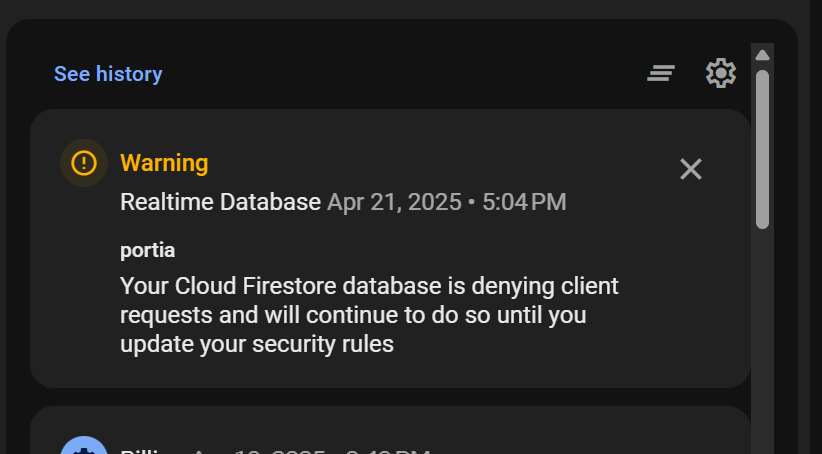 See history
Warning
Realtime Database Apr 21, 2025 • 5:04 PM
portia
Your Cloud Firestore database is denying client
requests and will continue to do so until you
update your security rules